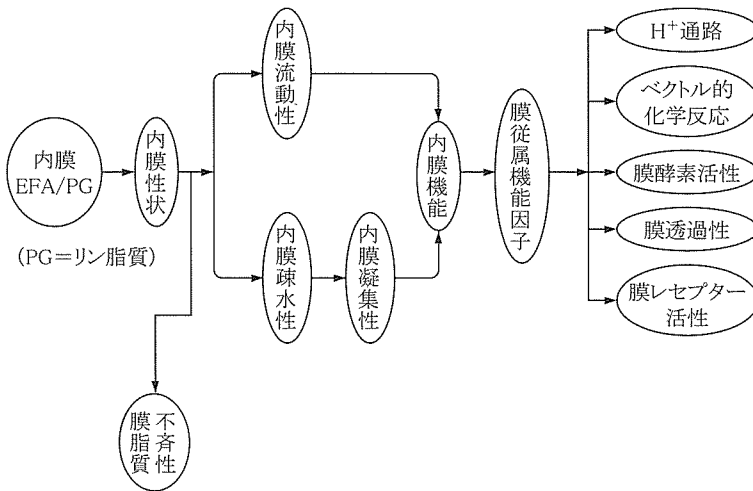 内膜
EFA/PG
(PG＝リン脂質)
内膜性状
膜脂質
不斉性
内膜流動性
内膜疎水性
内膜凝集性
内膜機能
膜従属機能因子
H⁺通路
ベクトル的
化学反応
膜酵素活性
膜透過性
膜レセプター
活性